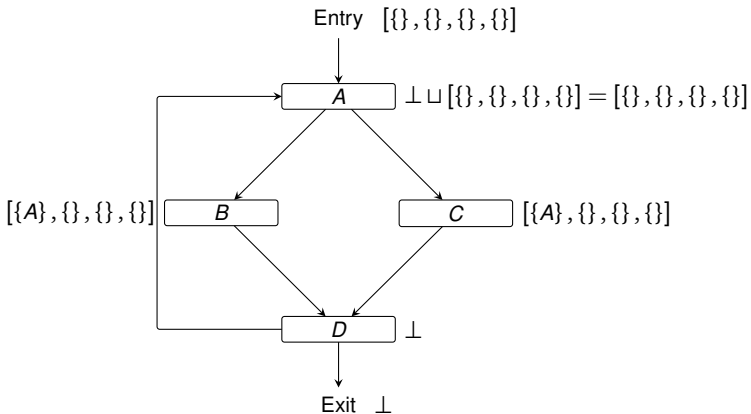 Entry [{} , {} , {} , {}]
A ⊥ ⊔ [{} , {} , {} , {}] = [{} , {} , {} , {}]
[{A} , {} , {} , {}] B C [{A} , {} , {} , {}]
D ⊥
Exit ⊥